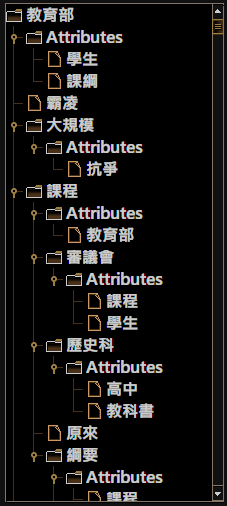 教育部
Attributes
學生
課綱
霸凌
大規模
Attributes
抗爭
課程
Attributes
教育部
審議會
Attributes
課程
學生
歷史科
Attributes
高中
教科書
原來
綱要
Attributes
課程